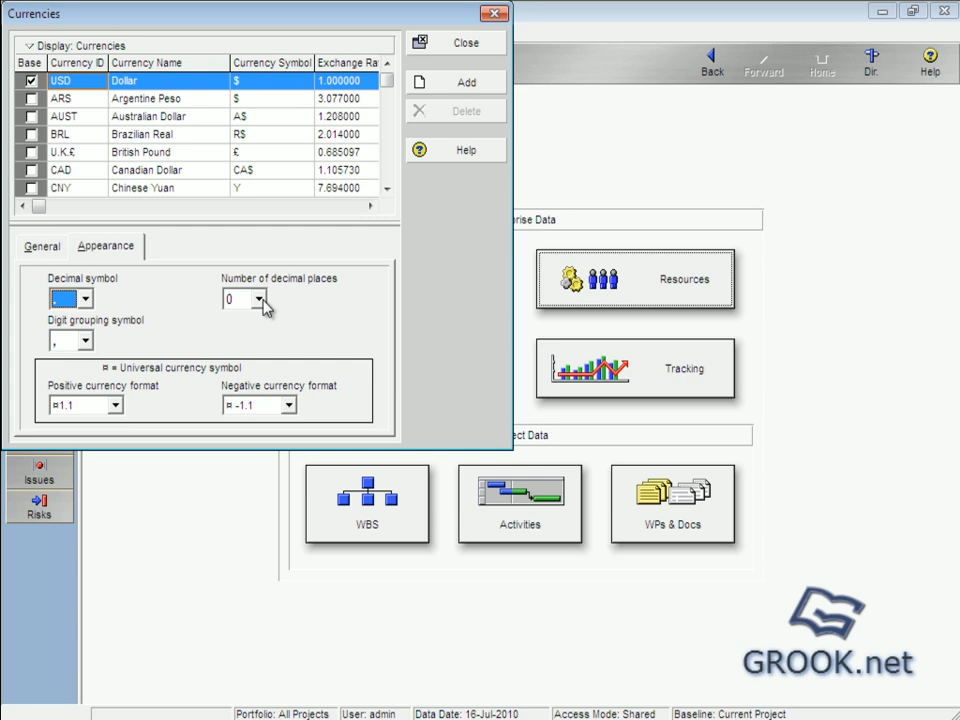 Currencies
Display: Currencies
Base Currency ID Currency Name Currency Symbol Exchange Ra
USD Dollar $ 1.000000
ARS Argentine Peso $ 3.077000
AUST Australian Dollar A$ 1.208000
BRL Brazilian Real R$ 2.014000
U.K.£ British Pound £ 0.685097
CAD Canadian Dollar CA$ 1.105730
CNY Chinese Yuan Y 7.694000
Close
Add
Delete
Help
Back Forward Home Dir. Help
General Appearance
Decimal symbol
.
Number of decimal places
0
Digit grouping symbol
,
¤ = Universal currency symbol
Positive currency format
¤1.1
Negative currency format
¤ -1.1
prise Data
Resources
Tracking
ect Data
WBS
Activities
WPs & Docs
Issues
Risks
GROOK.net
Portfolio: All Projects User: admin Data Date: 16-Jul-2010 Access Mode: Shared Baseline: Current Project